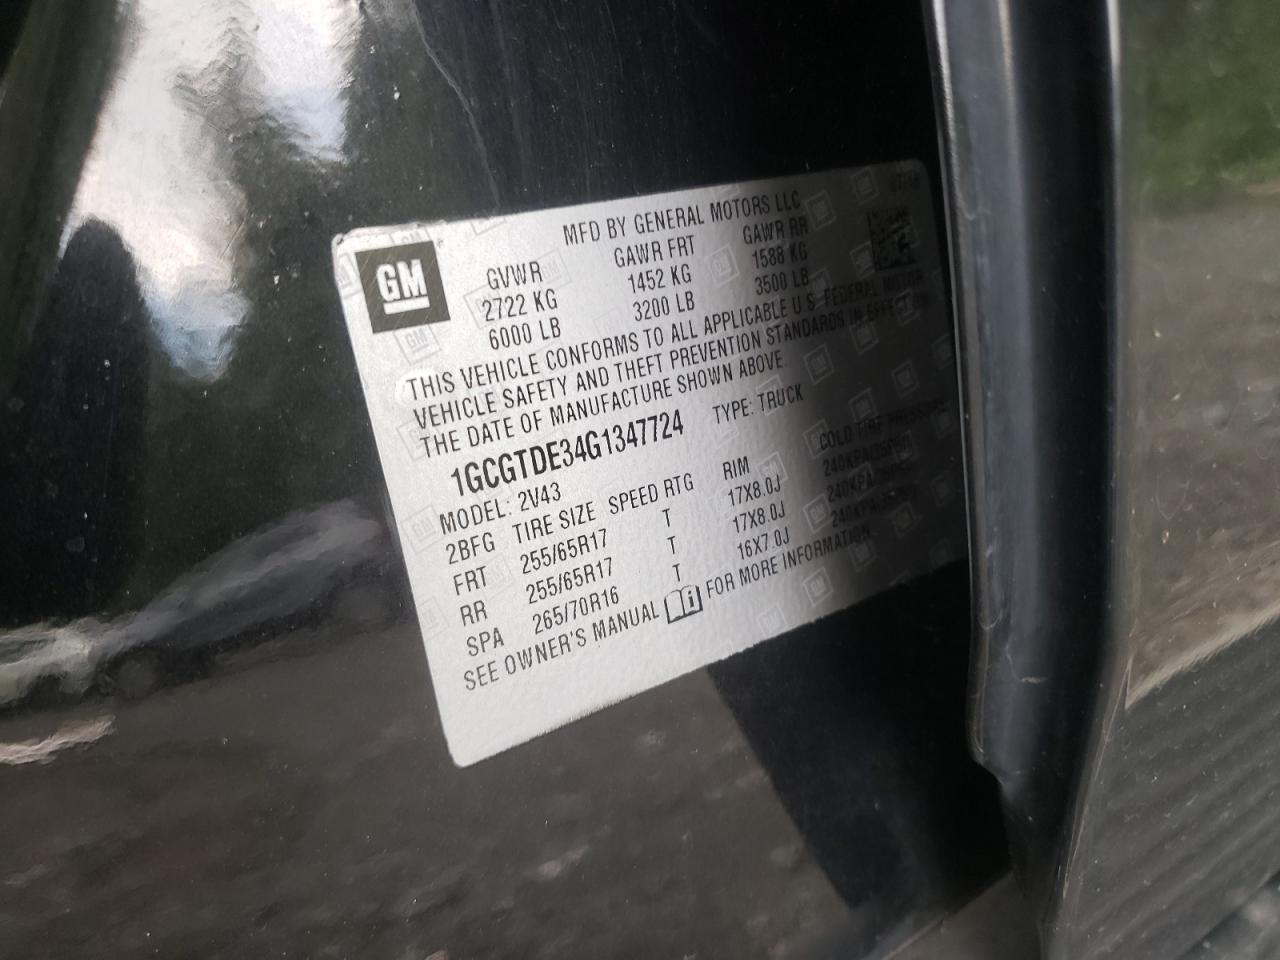 MFD BY GENERAL MOTORS LLC
GM
GVWR GAWR FRT GAWR RR
2722 KG 1452 KG 1588 KG
6000 LB 3200 LB 3500 LB
THIS VEHICLE CONFORMS TO ALL APPLICABLE U.S. FEDERAL MOTOR
VEHICLE SAFETY AND THEFT PREVENTION STANDARDS IN EFFECT ON
THE DATE OF MANUFACTURE SHOWN ABOVE
1GCGTDE34G1347724 TYPE: TRUCK
MODEL: 2V43
2BFG TIRE SIZE SPEED RTG RIM COLD TIRE PRESSURE
FRT 255/65R17 T 17X8.0J
RR 255/65R17 T 17X8.0J
SPA 265/70R16 T 16X7.0J
SEE OWNER'S MANUAL FOR MORE INFORMATION